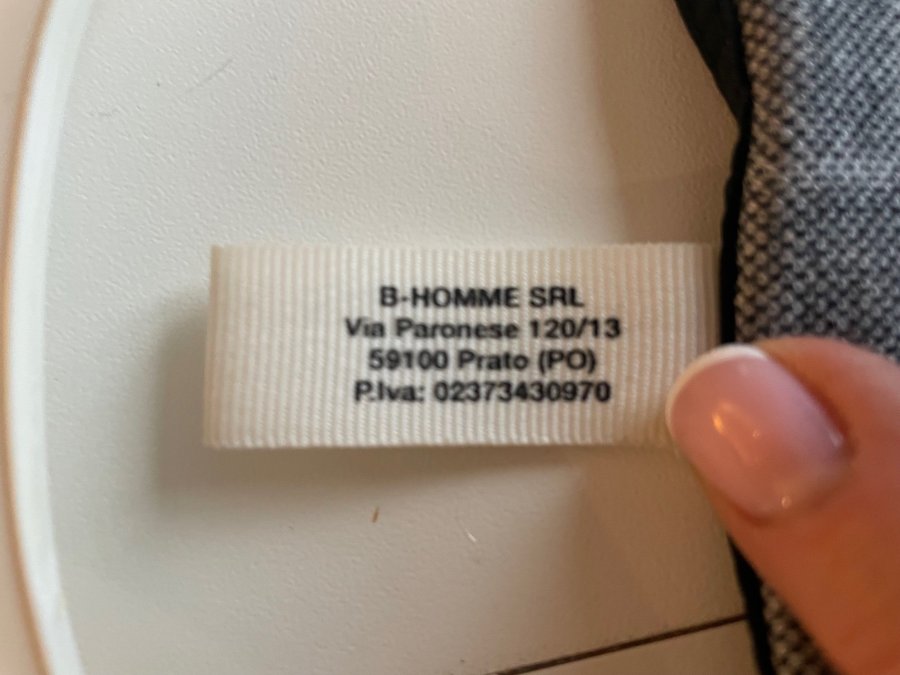 B-HOMME SRL
Via Paronese 120/13
59100 Prato (PO)
P.Iva: 02373430970